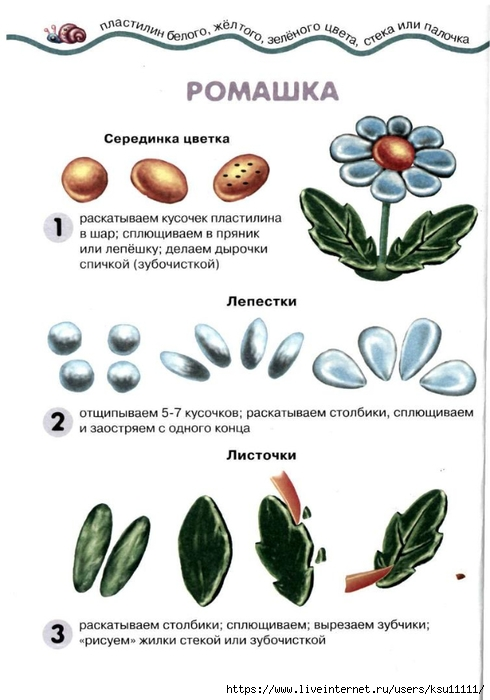 пластилин белого, жёлтого, зелёного цвета, стека или палочка
РОМАШКА
Серединка цветка
1
раскатываем кусочек пластилина
в шар; сплющиваем в пряник
или лепёшку; делаем дырочки
спичкой (зубочисткой)
Лепестки
2
отщипываем 5-7 кусочков; раскатываем столбики, сплющиваем
и заостряем с одного конца
Листочки
3
раскатываем столбики; сплющиваем; вырезаем зубчики;
«рисуем» жилки стекой или зубочисткой
https://www.liveinternet.ru/users/ksu11111/